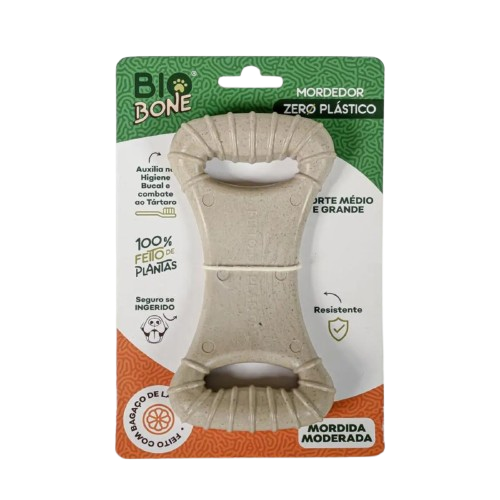 BIO®
BONE
MORDEDOR
ZERO PLÁSTICO
Auxilia na
Higiene
Bucal e
combate
ao Tártaro
ORTE MÉDIO
E GRANDE
100%
FEITO DE
PLANTAS
Seguro se
INGERIDO
Resistente
FEITO COM BAGAÇO DE LA
MORDIDA
MODERADA